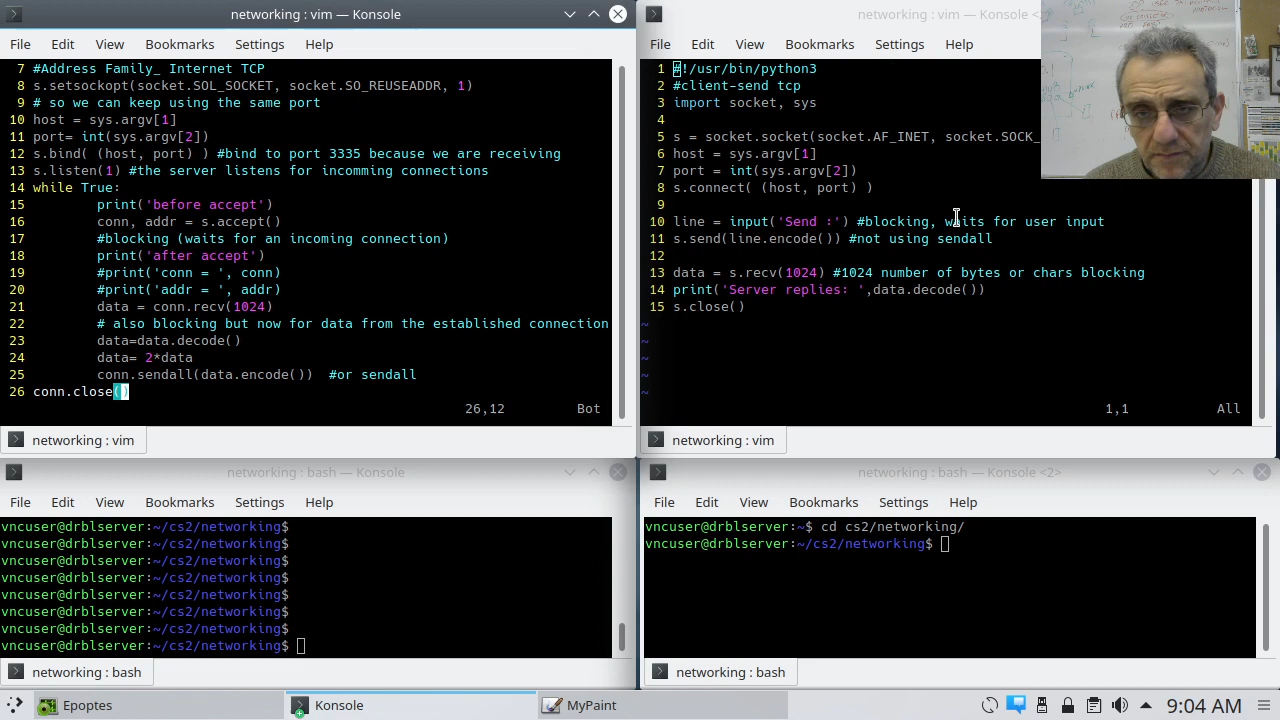 networking : vim — Konsole
File Edit View Bookmarks Settings Help
7 #Address Family_ Internet TCP
8 s.setsockopt(socket.SOL_SOCKET, socket.SO_REUSEADDR, 1)
9 # so we can keep using the same port
10 host = sys.argv[1]
11 port= int(sys.argv[2])
12 s.bind( (host, port) ) #bind to port 3335 because we are receiving
13 s.listen(1) #the server listens for incomming connections
14 while True:
15         print('before accept')
16         conn, addr = s.accept()
17         #blocking (waits for an incoming connection)
18         print('after accept')
19         #print('conn = ', conn)
20         #print('addr = ', addr)
21         data = conn.recv(1024)
22         # also blocking but now for data from the established connection
23         data=data.decode()
24         data= 2*data
25         conn.sendall(data.encode())  #or sendall
26 conn.close()
26,12 Bot
networking : vim
networking : vim — Konsole <
File Edit View Bookmarks Settings Help
1 #!/usr/bin/python3
2 #client-send tcp
3 import socket, sys
4
5 s = socket.socket(socket.AF_INET, socket.SOCK_
6 host = sys.argv[1]
7 port = int(sys.argv[2])
8 s.connect( (host, port) )
9
10 line = input('Send :') #blocking, waits for user input
11 s.send(line.encode()) #not using sendall
12
13 data = s.recv(1024) #1024 number of bytes or chars blocking
14 print('Server replies: ',data.decode())
15 s.close()
~
~
~
~
~
1,1 All
networking : vim
networking : bash — Konsole
File Edit View Bookmarks Settings Help
vncuser@drblserver:~/cs2/networking$
vncuser@drblserver:~/cs2/networking$
vncuser@drblserver:~/cs2/networking$
vncuser@drblserver:~/cs2/networking$
vncuser@drblserver:~/cs2/networking$
vncuser@drblserver:~/cs2/networking$
vncuser@drblserver:~/cs2/networking$
vncuser@drblserver:~/cs2/networking$
networking : bash
networking : bash — Konsole <2>
File Edit View Bookmarks Settings Help
vncuser@drblserver:~$ cd cs2/networking/
vncuser@drblserver:~/cs2/networking$
networking : bash
Epoptes Konsole MyPaint 9:04 AM